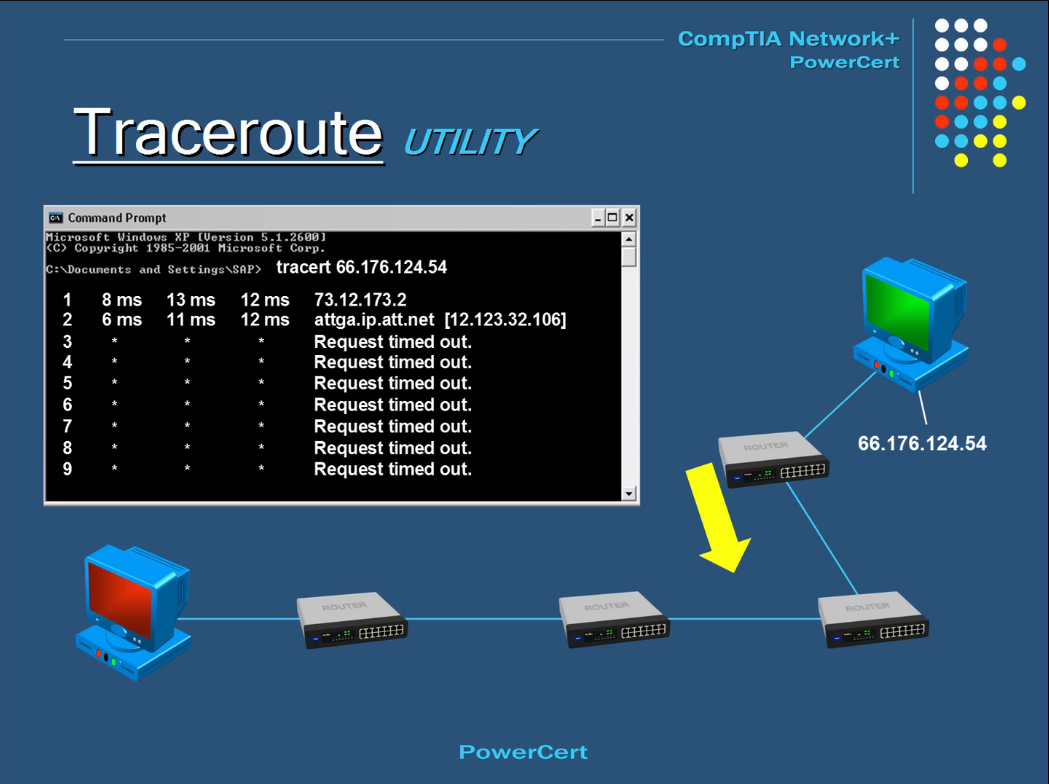 CompTIA Network+
PowerCert
Traceroute UTILITY
Command Prompt
Microsoft Windows XP [Version 5.1.2600]
(C) Copyright 1985-2001 Microsoft Corp.
C:\Documents and Settings\SAP> tracert 66.176.124.54
1 8 ms 13 ms 12 ms 73.12.173.2
2 6 ms 11 ms 12 ms attga.ip.att.net [12.123.32.106]
3 * * * Request timed out.
4 * * * Request timed out.
5 * * * Request timed out.
6 * * * Request timed out.
7 * * * Request timed out.
8 * * * Request timed out.
9 * * * Request timed out.
66.176.124.54
ROUTER
ROUTER
ROUTER
ROUTER
PowerCert